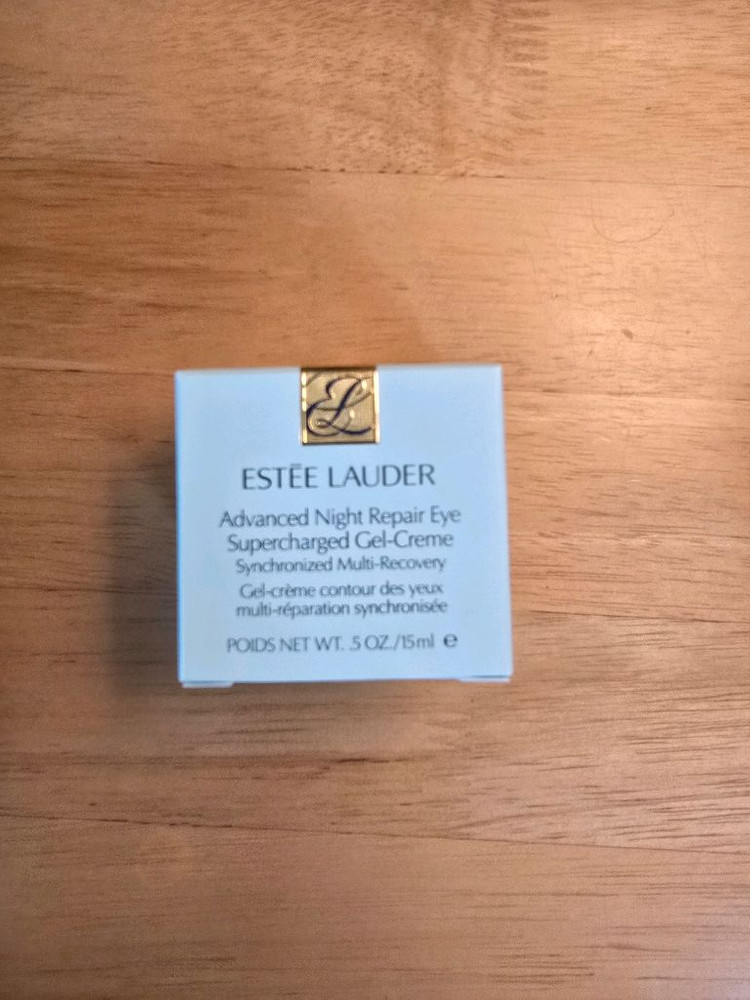 EL
ESTĒE LAUDER
Advanced Night Repair Eye
Supercharged Gel-Creme
Synchronized Multi-Recovery
Gel-crème contour des yeux
multi-réparation synchronisée
POIDS NET WT. .5 OZ./15ml ℮